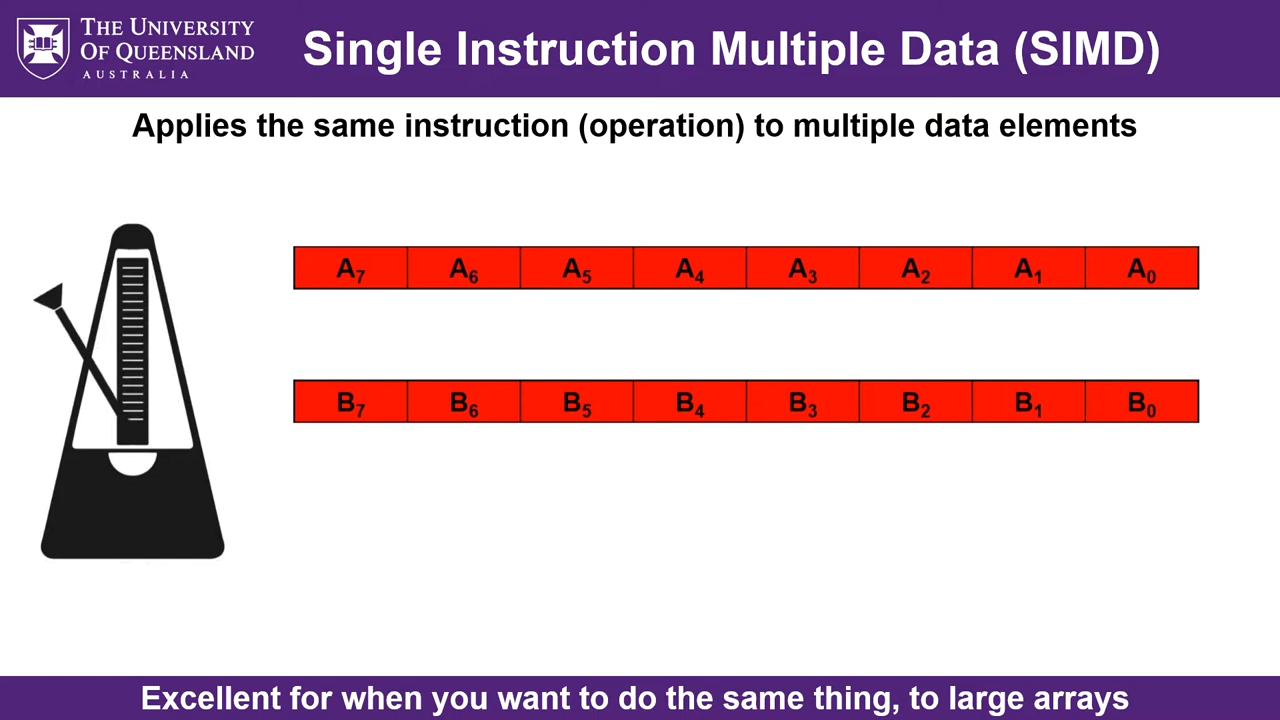 THE UNIVERSITY
OF QUEENSLAND
AUSTRALIA
Single Instruction Multiple Data (SIMD)
Applies the same instruction (operation) to multiple data elements
A₇ A₆ A₅ A₄ A₃ A₂ A₁ A₀
B₇ B₆ B₅ B₄ B₃ B₂ B₁ B₀
Excellent for when you want to do the same thing, to large arrays